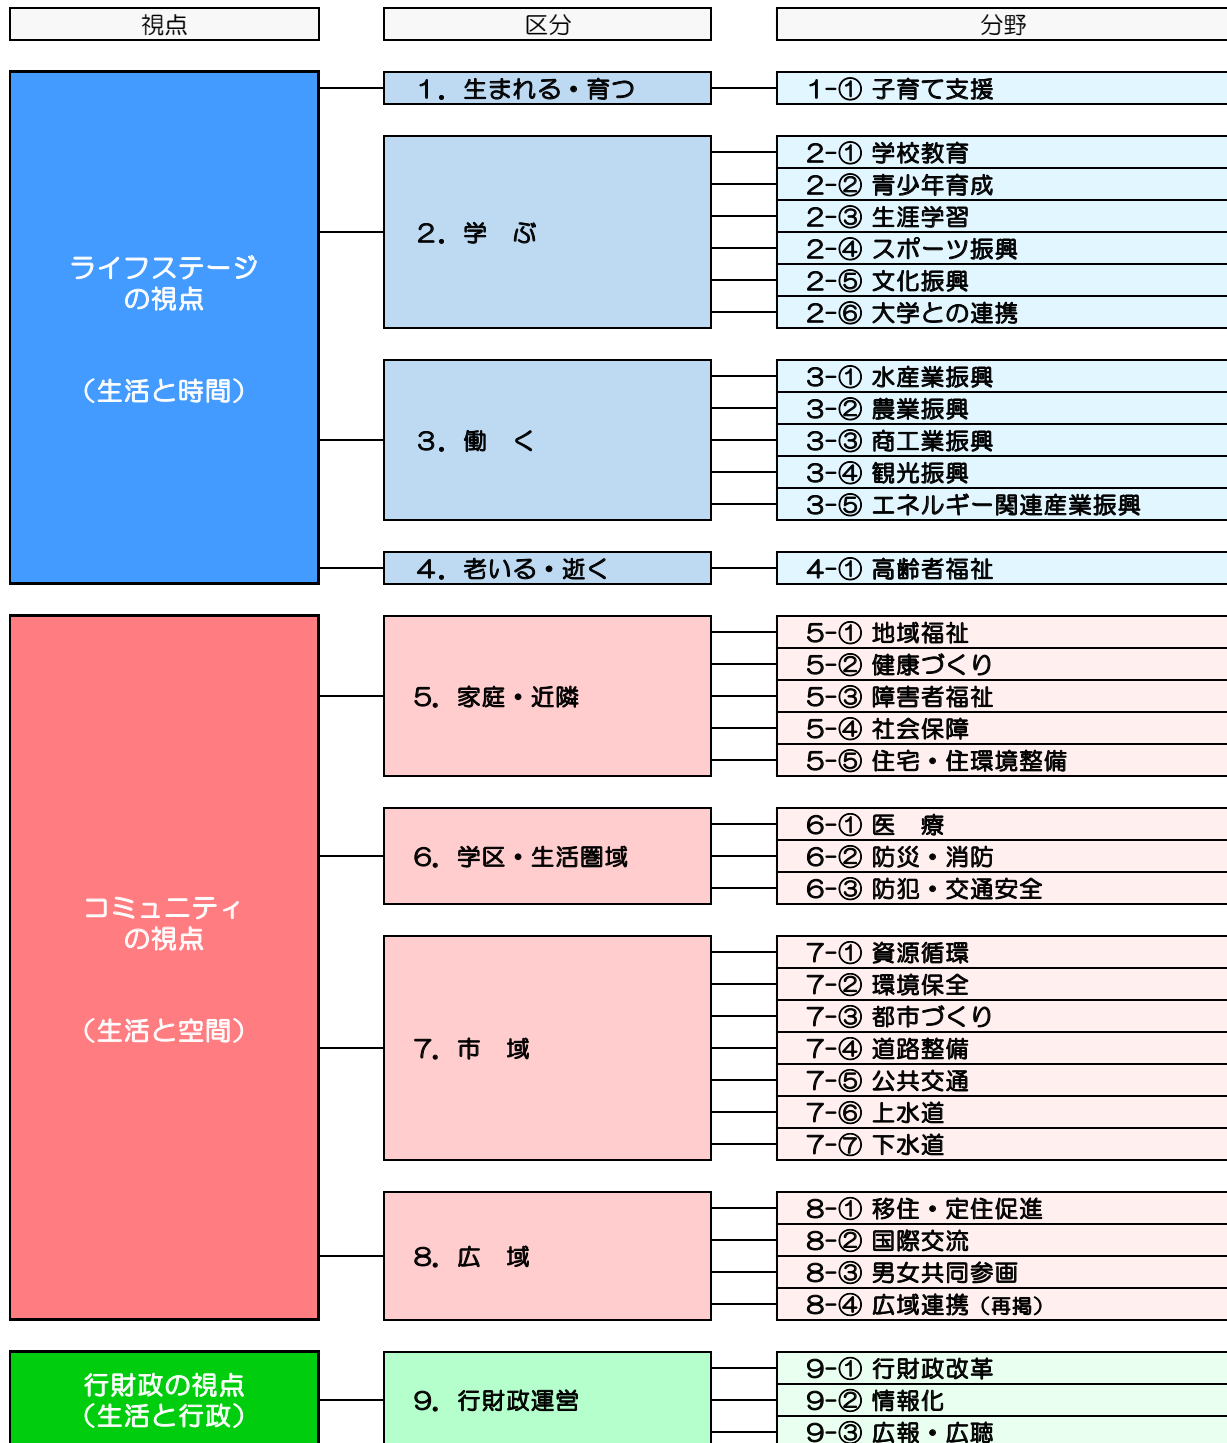 視点
区分
分野
ライフステージ
の視点
（生活と時間）
１．生まれる・育つ
１-① 子育て支援
２．学　ぶ
２-① 学校教育
２-② 青少年育成
２-③ 生涯学習
２-④ スポーツ振興
２-⑤ 文化振興
２-⑥ 大学との連携
３．働　く
３-① 水産業振興
３-② 農業振興
３-③ 商工業振興
３-④ 観光振興
３-⑤ エネルギー関連産業振興
４．老いる・逝く
４-① 高齢者福祉
コミュニティ
の視点
（生活と空間）
５．家庭・近隣
５-① 地域福祉
５-② 健康づくり
５-③ 障害者福祉
５-④ 社会保障
５-⑤ 住宅・住環境整備
６．学区・生活圏域
６-① 医　療
６-② 防災・消防
６-③ 防犯・交通安全
７．市　域
７-① 資源循環
７-② 環境保全
７-③ 都市づくり
７-④ 道路整備
７-⑤ 公共交通
７-⑥ 上水道
７-⑦ 下水道
８．広　域
８-① 移住・定住促進
８-② 国際交流
８-③ 男女共同参画
８-④ 広域連携（再掲）
行財政の視点
（生活と行政）
９．行財政運営
９-① 行財政改革
９-② 情報化
９-③ 広報・広聴